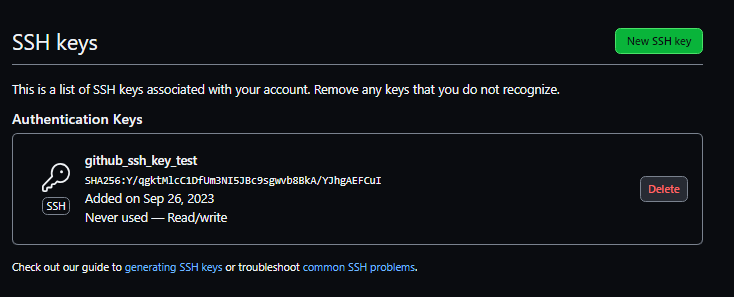 SSH keys
New SSH key
This is a list of SSH keys associated with your account. Remove any keys that you do not recognize.
Authentication Keys
github_ssh_key_test
SHA256:Y/qgktMlcC1DfUm3NI5JBc9sgwvb8BkA/YJhgAEFCuI
Added on Sep 26, 2023
SSH
Never used — Read/write
Delete
Check out our guide to generating SSH keys or troubleshoot common SSH problems.